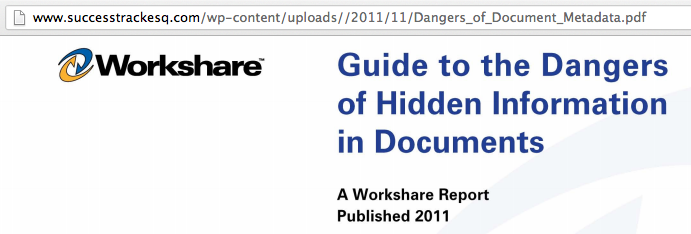 www.successtrackesq.com/wp-content/uploads//2011/11/Dangers_of_Document_Metadata.pdf
Workshare™
Guide to the Dangers
of Hidden Information
in Documents
A Workshare Report
Published 2011